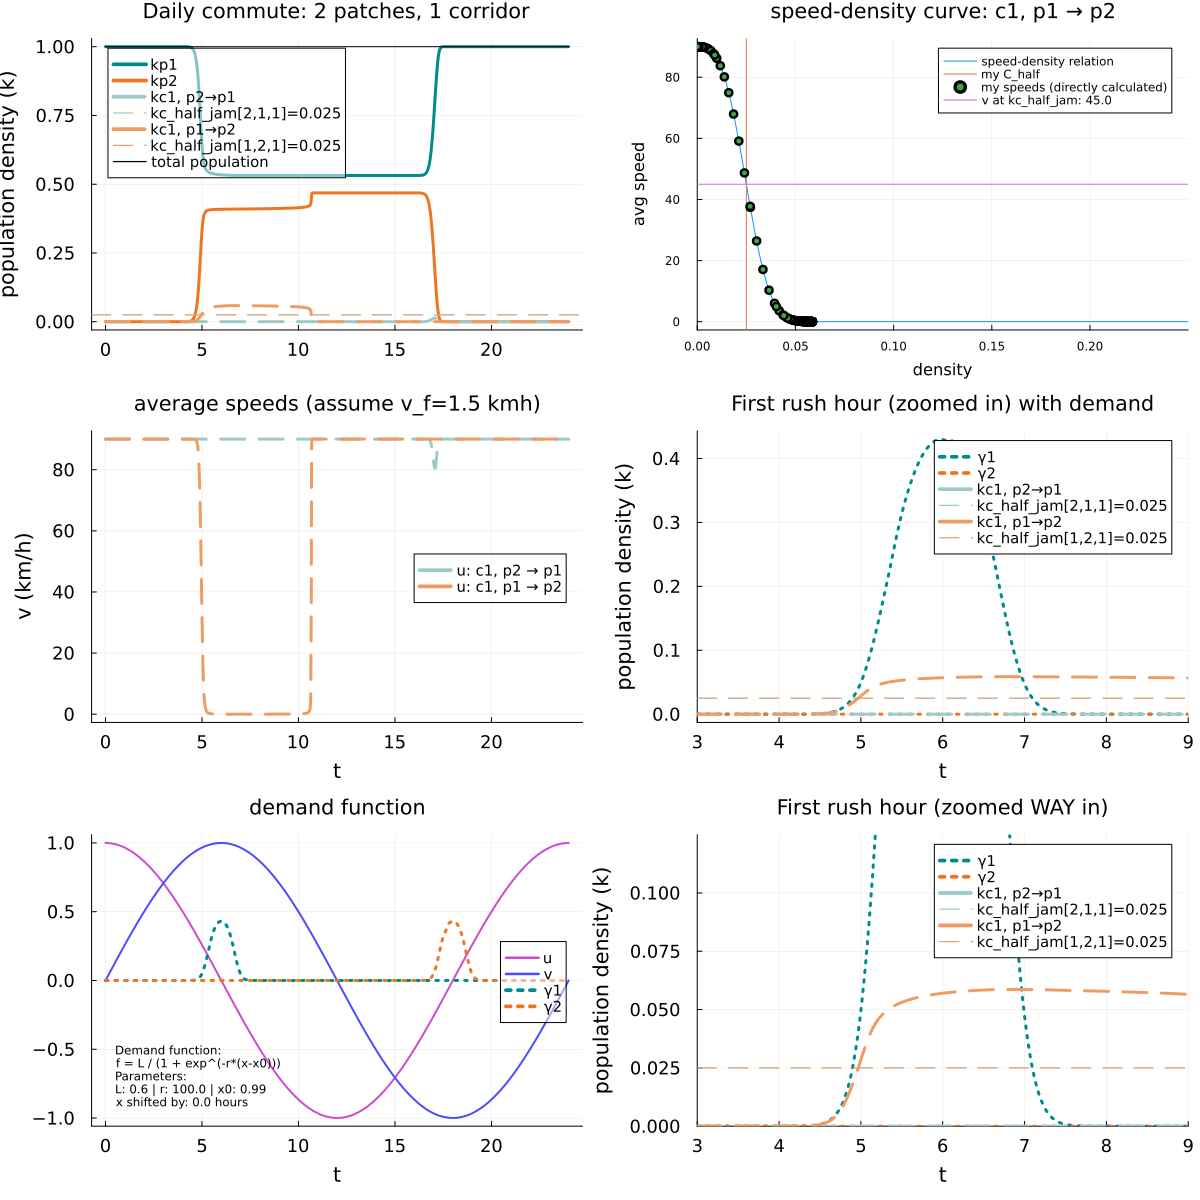 Daily commute: 2 patches, 1 corridor
population density (k)
1.00
0.75
0.50
0.25
0.00
0
5
10
15
20
kp1
kp2
kc1, p2→p1
kc_half_jam[2,1,1]=0.025
kc1, p1→p2
kc_half_jam[1,2,1]=0.025
total population
speed-density curve: c1, p1 → p2
avg speed
80
60
40
20
0
0.00
0.05
0.10
0.15
0.20
density
speed-density relation
my C_half
my speeds (directly calculated)
v at kc_half_jam: 45.0
average speeds (assume v_f=1.5 kmh)
v (km/h)
80
60
40
20
0
0
5
10
15
20
t
u: c1, p2 → p1
u: c1, p1 → p2
First rush hour (zoomed in) with demand
population density (k)
0.4
0.3
0.2
0.1
0.0
3
4
5
6
7
8
9
t
γ1
γ2
kc1, p2→p1
kc_half_jam[2,1,1]=0.025
kc1, p1→p2
kc_half_jam[1,2,1]=0.025
demand function
1.0
0.5
0.0
−0.5
−1.0
0
5
10
15
20
t
u
v
γ1
γ2
Demand function:
f = L / (1 + exp^(-r*(x-x0)))
Parameters:
L: 0.6 | r: 100.0 | x0: 0.99
x shifted by: 0.0 hours
First rush hour (zoomed WAY in)
population density (k)
0.100
0.075
0.050
0.025
0.000
3
4
5
6
7
8
9
t
γ1
γ2
kc1, p2→p1
kc_half_jam[2,1,1]=0.025
kc1, p1→p2
kc_half_jam[1,2,1]=0.025